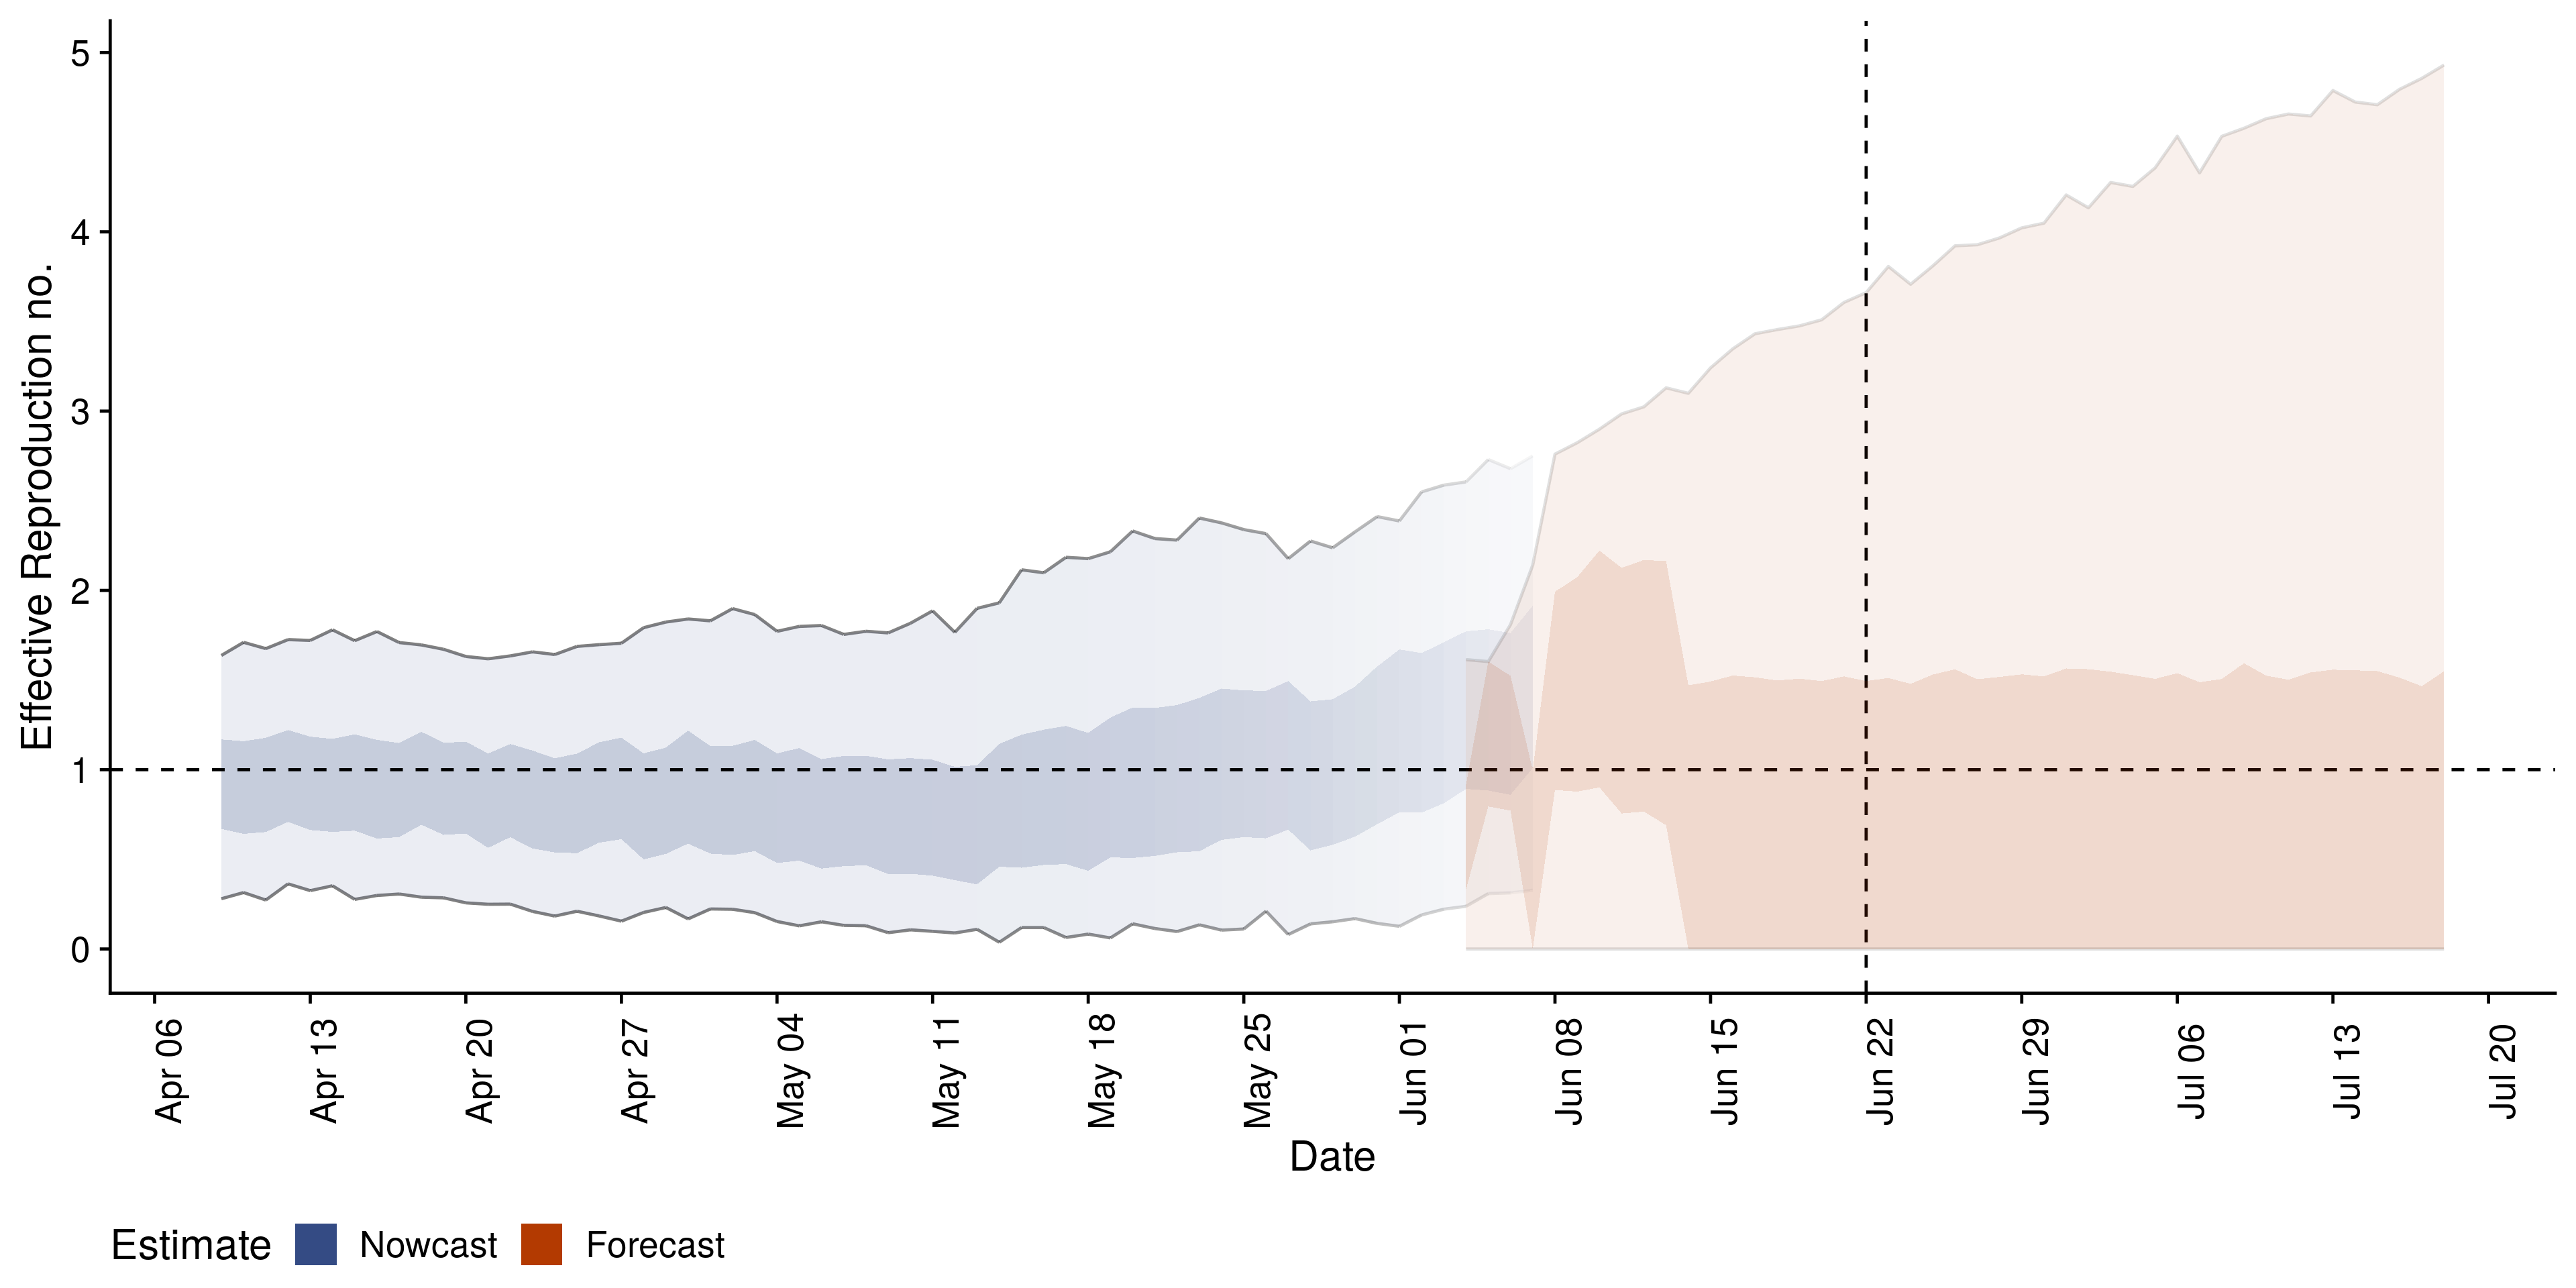 Effective Reproduction no.
5
4
3
2
1
0
Apr 06
Apr 13
Apr 20
Apr 27
May 04
May 11
May 18
May 25
Jun 01
Jun 08
Jun 15
Jun 22
Jun 29
Jul 06
Jul 13
Jul 20
Date
Estimate Nowcast Forecast